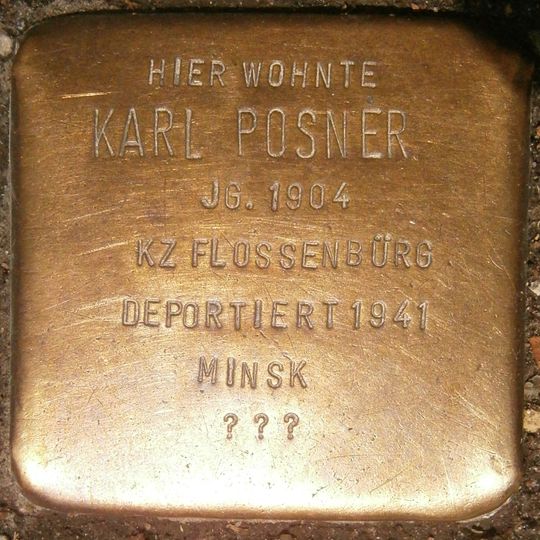 HIER WOHNTE
KARL POSNER
JG. 1904
KZ FLOSSENBÜRG
DEPORTIERT 1941
MINSK
? ? ?